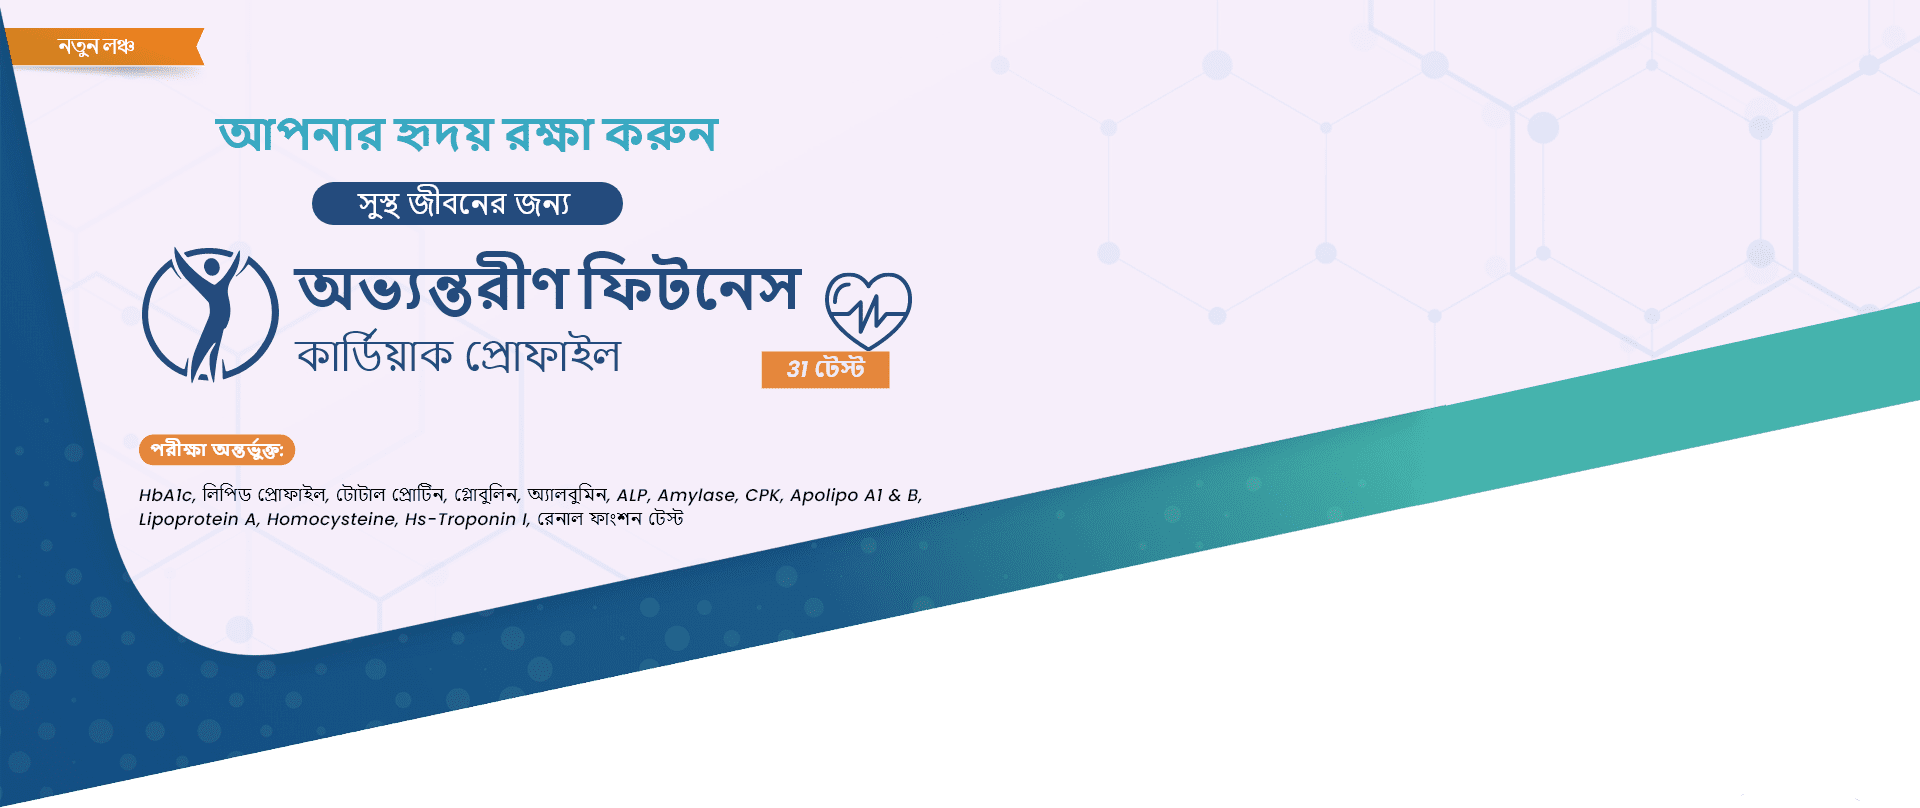 নতুন লঞ্চ
আপনার হৃদয় রক্ষা করুন
সুস্থ জীবনের জন্য
অভ্যন্তরীণ ফিটনেস
কার্ডিয়াক প্রোফাইল
31 টেস্ট
পরীক্ষা অন্তর্ভুক্ত:
HbA1c, লিপিড প্রোফাইল, টোটাল প্রোটিন, গ্লোবুলিন, অ্যালবুমিন, ALP, Amylase, CPK, Apolipo A1 & B,
Lipoprotein A, Homocysteine, Hs-Troponin I, রেনাল ফাংশন টেস্ট